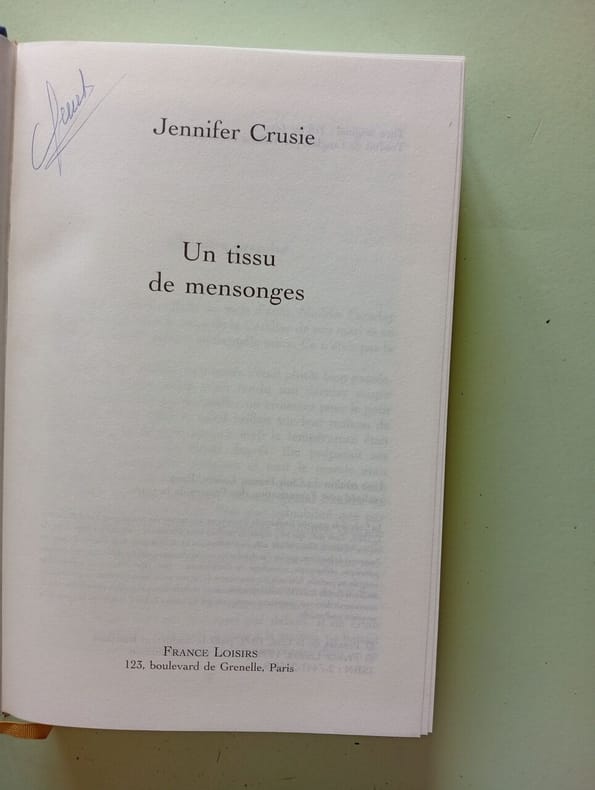 Jennifer Crusie
Un tissu
de mensonges
FRANCE LOISIRS
123, boulevard de Grenelle, Paris